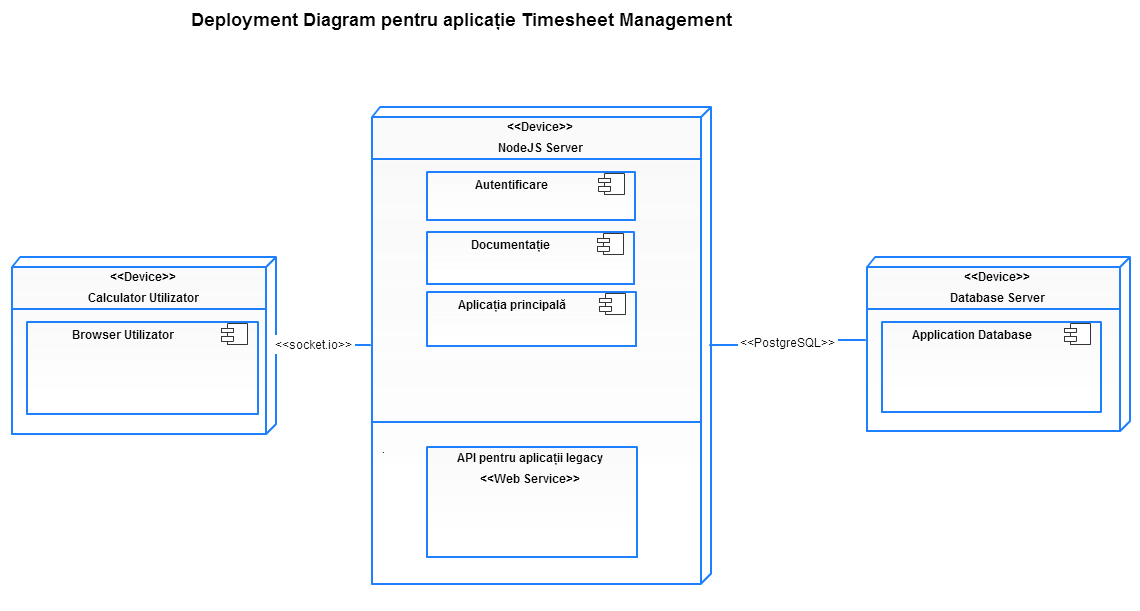 Deployment Diagram pentru aplicație Timesheet Management
<<Device>>
NodeJS Server
Autentificare
Documentație
Aplicația principală
API pentru aplicații legacy
<<Web Service>>
<<Device>>
Calculator Utilizator
Browser Utilizator
<<socket.io>>
<<PostgreSQL>>
<<Device>>
Database Server
Application Database